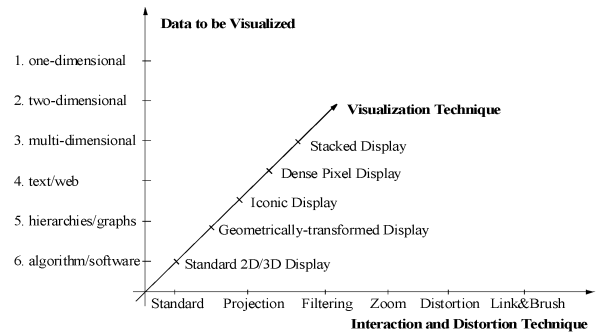 Data to be Visualized
1. one-dimensional
2. two-dimensional
Visualization Technique
3. multi-dimensional
Stacked Display
Dense Pixel Display
4. text/web
Iconic Display
5. hierarchies/graphs
Geometrically-transformed Display
6. algorithm/software
Standard 2D/3D Display
Standard Projection Filtering Zoom Distortion Link&Brush
Interaction and Distortion Technique